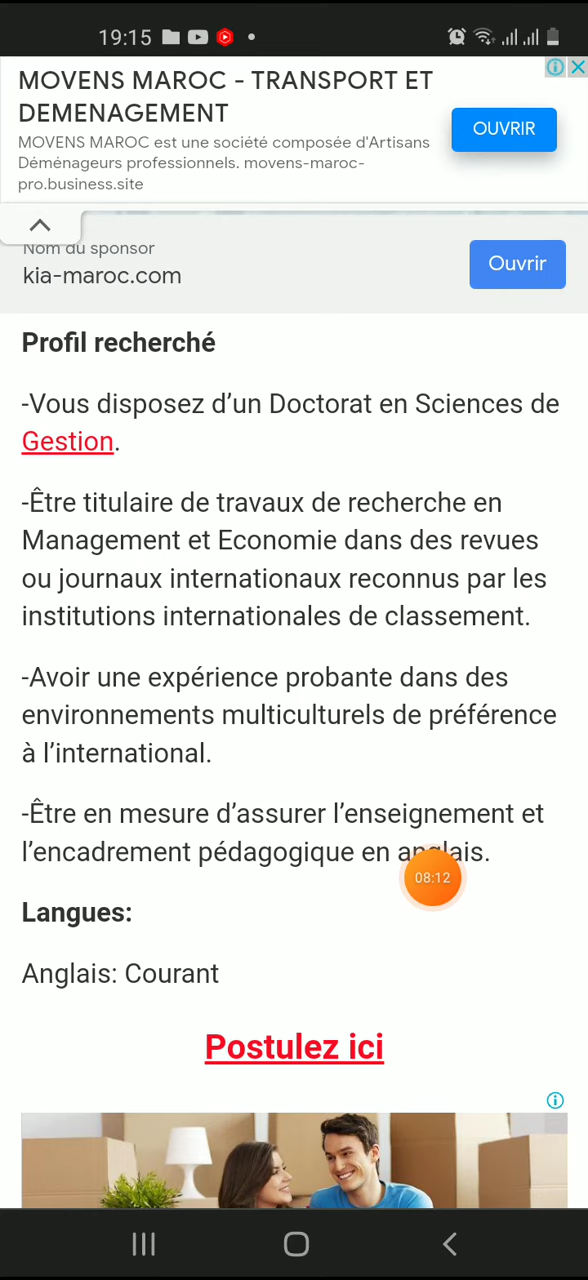 19:15
MOVENS MAROC - TRANSPORT ET
DEMENAGEMENT
MOVENS MAROC est une société composée d'Artisans
Déménageurs professionnels. movens-maroc-
pro.business.site
OUVRIR
Nom du sponsor
kia-maroc.com
Ouvrir
Profil recherché
-Vous disposez d’un Doctorat en Sciences de
Gestion.
-Être titulaire de travaux de recherche en
Management et Economie dans des revues
ou journaux internationaux reconnus par les
institutions internationales de classement.
-Avoir une expérience probante dans des
environnements multiculturels de préférence
à l’international.
-Être en mesure d’assurer l’enseignement et
l’encadrement pédagogique en anglais.
08:12
Langues:
Anglais: Courant
Postulez ici